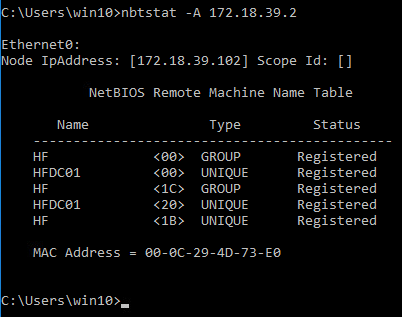 C:\Users\win10>nbtstat -A 172.18.39.2
Ethernet0:
Node IpAddress: [172.18.39.102] Scope Id: []
NetBIOS Remote Machine Name Table
Name Type Status
---------------------------------------------
HF <00> GROUP Registered
HFDC01 <00> UNIQUE Registered
HF <1C> GROUP Registered
HFDC01 <20> UNIQUE Registered
HF <1B> UNIQUE Registered
MAC Address = 00-0C-29-4D-73-E0
C:\Users\win10>_